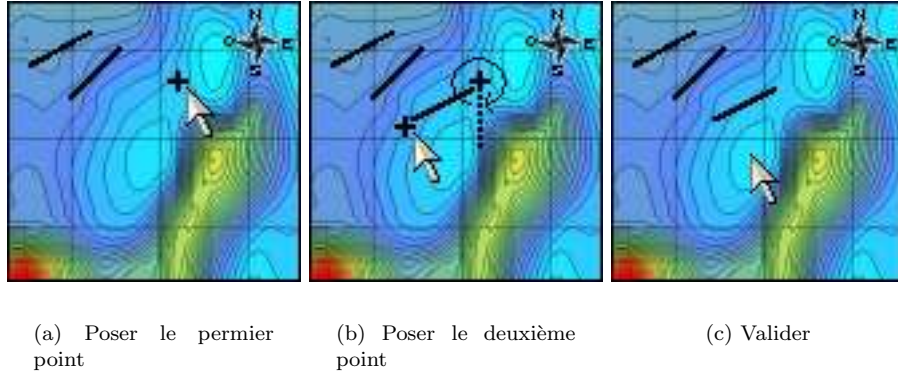 N
E
S
N
E
S
N
E
S
(a) Poser le permier
point
(b) Poser le deuxième
point
(c) Valider